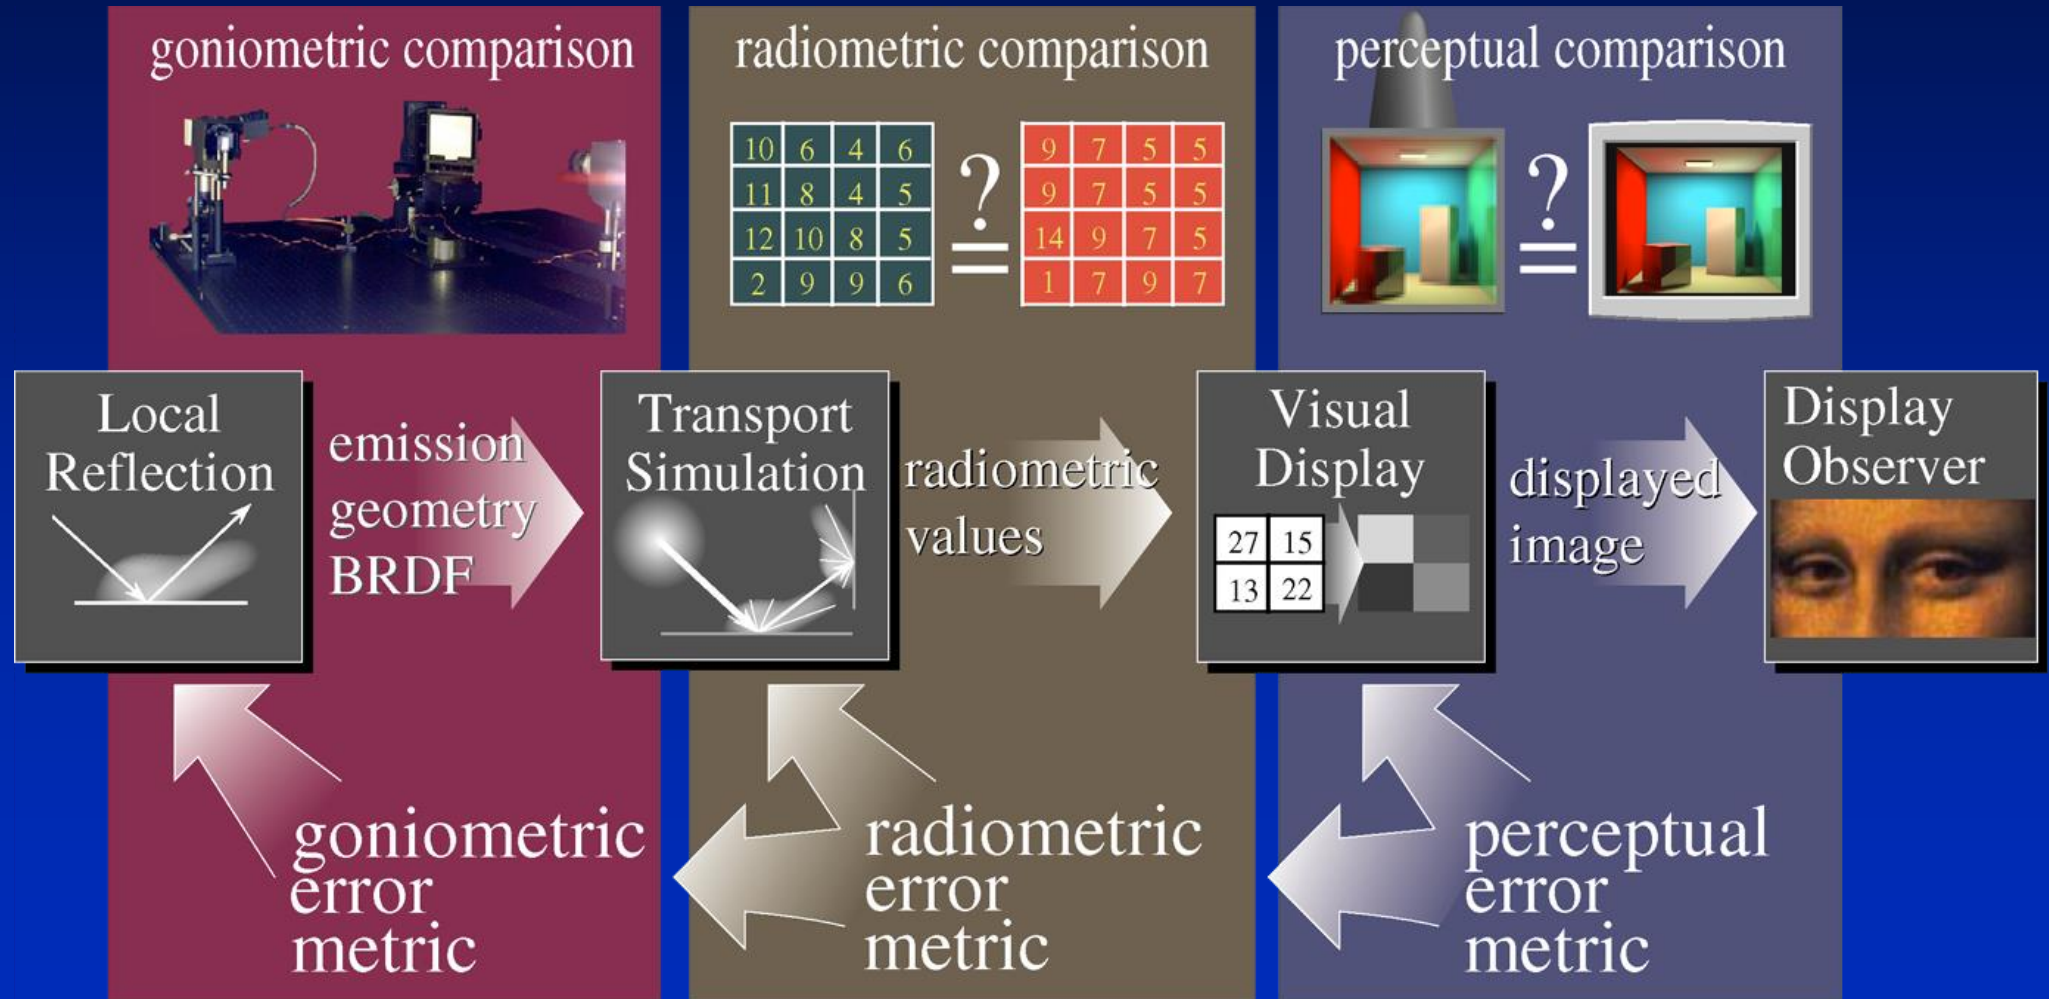 goniometric comparison
radiometric comparison
perceptual comparison
10 6 4 6
11 8 4 5
12 10 8 5
2 9 9 6
?
=
9 7 5 5
9 7 5 5
14 9 7 5
1 7 9 7
?
=
Local
Reflection
emission
geometry
BRDF
Transport
Simulation
radiometric
values
Visual
Display
27 15
13 22
displayed
image
Display
Observer
goniometric
error
metric
radiometric
error
metric
perceptual
error
metric